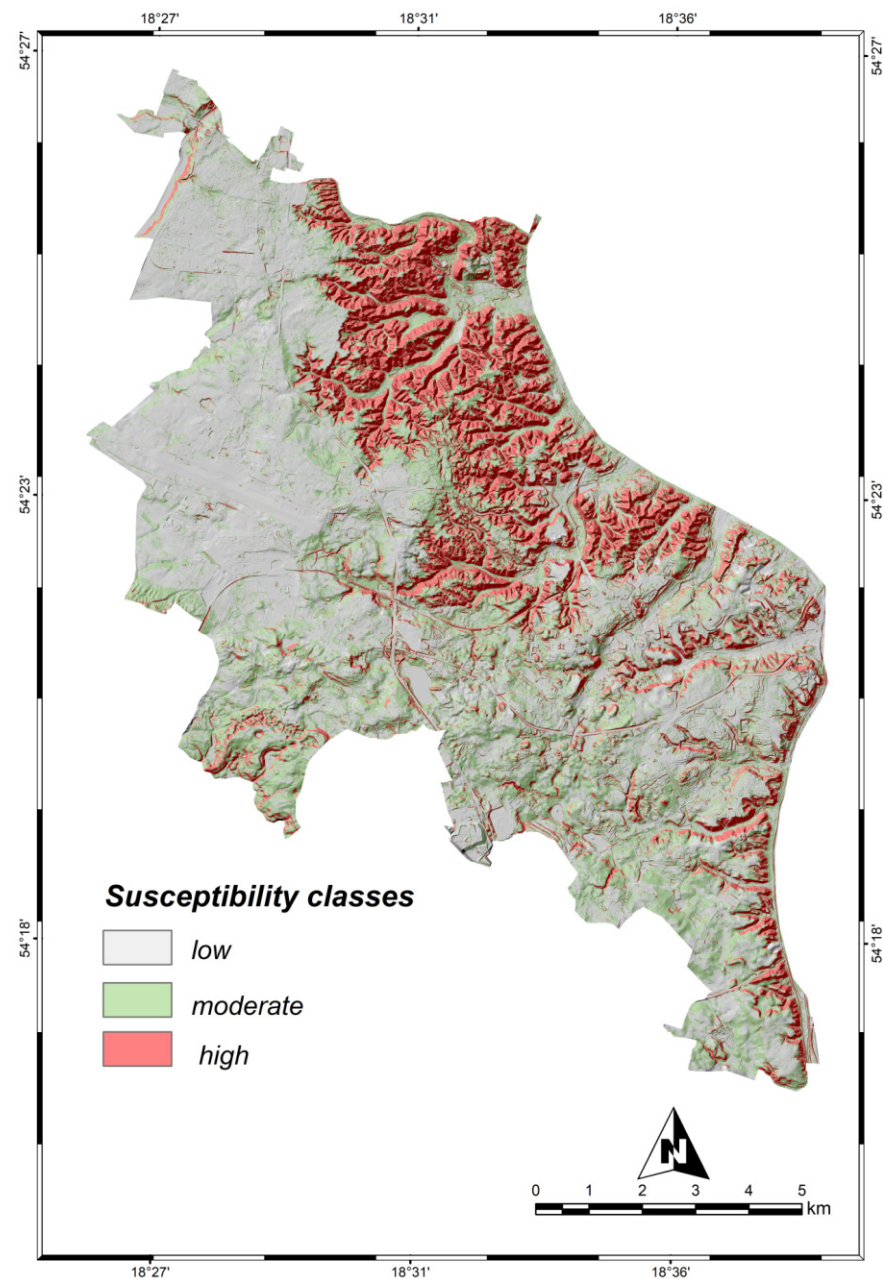 18°27' 18°31' 18°36'
54°27' 54°27'
54°23' 54°23'
54°18' 54°18'
Susceptibility classes
low
moderate
high
N
0 1 2 3 4 5
km
18°27' 18°31' 18°36'